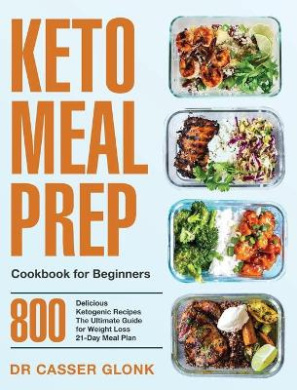 KETO
MEAL
PREP
Cookbook for Beginners
800
Delicious
Ketogenic Recipes
The Ultimate Guide
for Weight Loss
21-Day Meal Plan
DR CASSER GLONK